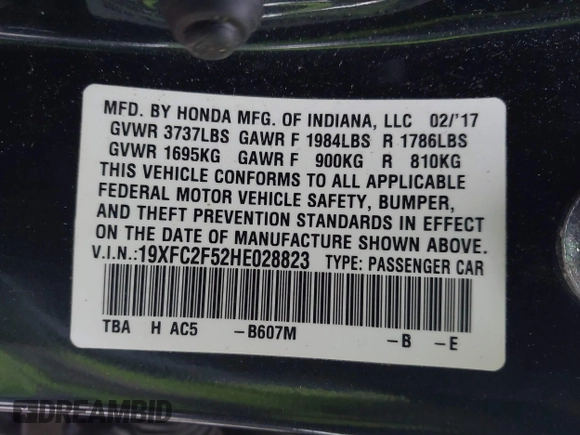 MFD. BY HONDA MFG. OF INDIANA, LLC 02/'17
GVWR 3737LBS GAWR F 1984LBS R 1786LBS
GVWR 1695KG GAWR F 900KG R 810KG
THIS VEHICLE CONFORMS TO ALL APPLICABLE
FEDERAL MOTOR VEHICLE SAFETY, BUMPER,
AND THEFT PREVENTION STANDARDS IN EFFECT
ON THE DATE OF MANUFACTURE SHOWN ABOVE.
V.I.N.:19XFC2F52HE028823 TYPE: PASSENGER CAR
TBA H AC5 -B607M -B -E
DREAMBID